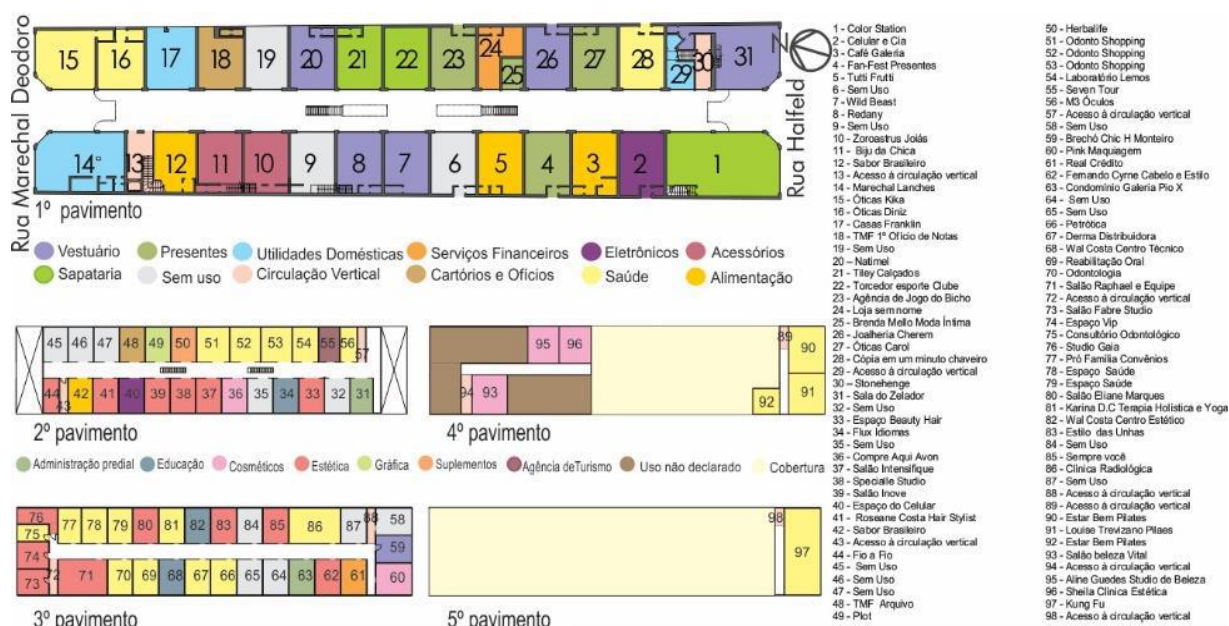 Rua Marechal Deodoro
15 16 17 18 19 20 21 22 23 24 25 26 27 28 29 30 31
N
14 13 12 11 10 9 8 7 6 5 4 3 2 1
Rua Halfeld
1º pavimento
Vestuário Presentes Utilidades Domésticas Serviços Financeiros Eletrônicos Acessórios
Sapataria Sem uso Circulação Vertical Cartórios e Ofícios Saúde Alimentação
45 46 47 48 49 50 51 52 53 54 55 56 57
44 43 42 41 40 39 38 37 36 35 34 33 32 31
2º pavimento
95 96 89 90
94 93 92 91
4º pavimento
Administração predial Educação Cosméticos Estética Gráfica Suplementos Agência de Turismo Uso não declarado Cobertura
76 77 78 79 80 81 82 83 84 85 86 87 88 58
75
74 59
73 72 71 70 69 68 67 66 65 64 63 62 61 60
3º pavimento
98 97
5º pavimento
1 - Color Station
2 - Celular e Cia
3 - Café Galeria
4 - Fan-Fest Presentes
5 - Tutti Frutti
6 - Sem Uso
7 - Wild Beast
8 - Redany
9 - Sem Uso
10 - Zoroastrus Joiás
11 - Biju da Chica
12 - Sabor Brasileiro
13 - Acesso à circulação vertical
14 - Marechal Lanches
15 - Óticas Kika
16 - Óticas Diniz
17 - Casas Franklin
18 - TMF 1º Ofício de Notas
19 - Sem Uso
20 - Natimel
21 - Tiley Calçados
22 - Torcedor esporte Clube
23 - Agência de Jogo do Bicho
24 - Loja sem nome
25 - Brenda Mello Moda Íntima
26 - Joalheria Cherem
27 - Óticas Carol
28 - Cópia em um minuto chaveiro
29 - Acesso à circulação vertical
30 - Stonehenge
31 - Sala do Zelador
32 - Sem Uso
33 - Espaço Beauty Hair
34 - Flux Idiomas
35 - Sem Uso
36 - Compre Aqui Avon
37 - Salão Intensifique
38 - Specialle Studio
39 - Salão Inove
40 - Espaço do Celular
41 - Roseane Costa Hair Stylist
42 - Sabor Brasileiro
43 - Acesso à circulação vertical
44 - Fio a Fio
45 - Sem Uso
46 - Sem Uso
47 - Sem Uso
48 - TMF Arquivo
49 - Plot
50 - Herbalife
51 - Odonto Shopping
52 - Odonto Shopping
53 - Odonto Shopping
54 - Laboratório Lemos
55 - Seven Tour
56 - M3 Óculos
57 - Acesso à circulação vertical
58 - Sem Uso
59 - Brechó Chic H Monteiro
60 - Pink Maquiagem
61 - Real Crédito
62 - Fernando Cyrne Cabelo e Estilo
63 - Condomínio Galeria Pio X
64 - Sem Uso
65 - Sem Uso
66 - Petrótica
67 - Derma Distribuidora
68 - Wal Costa Centro Técnico
69 - Reabilitação Oral
70 - Odontologia
71 - Salão Raphael e Equipe
72 - Acesso à circulação vertical
73 - Salão Fabre Studio
74 - Espaço Vip
75 - Consultório Odontológico
76 - Studio Gaia
77 - Pró Família Convênios
78 - Espaço Saúde
79 - Espaço Saúde
80 - Salão Eliane Marques
81 - Karina D.C Terapia Holística e Yoga
82 - Wal Costa Centro Estético
83 - Estilo das Unhas
84 - Sem Uso
85 - Sempre você
86 - Clínica Radiológica
87 - Sem Uso
88 - Acesso à circulação vertical
89 - Acesso à circulação vertical
90 - Estar Bem Pilates
91 - Louise Trevizano Pilaes
92 - Estar Bem Pilates
93 - Salão beleza Vital
94 - Acesso à circulação vertical
95 - Aline Guedes Studio de Beleza
96 - Sheila Clínica Estética
97 - Kung Fu
98 - Acesso à circulação vertical